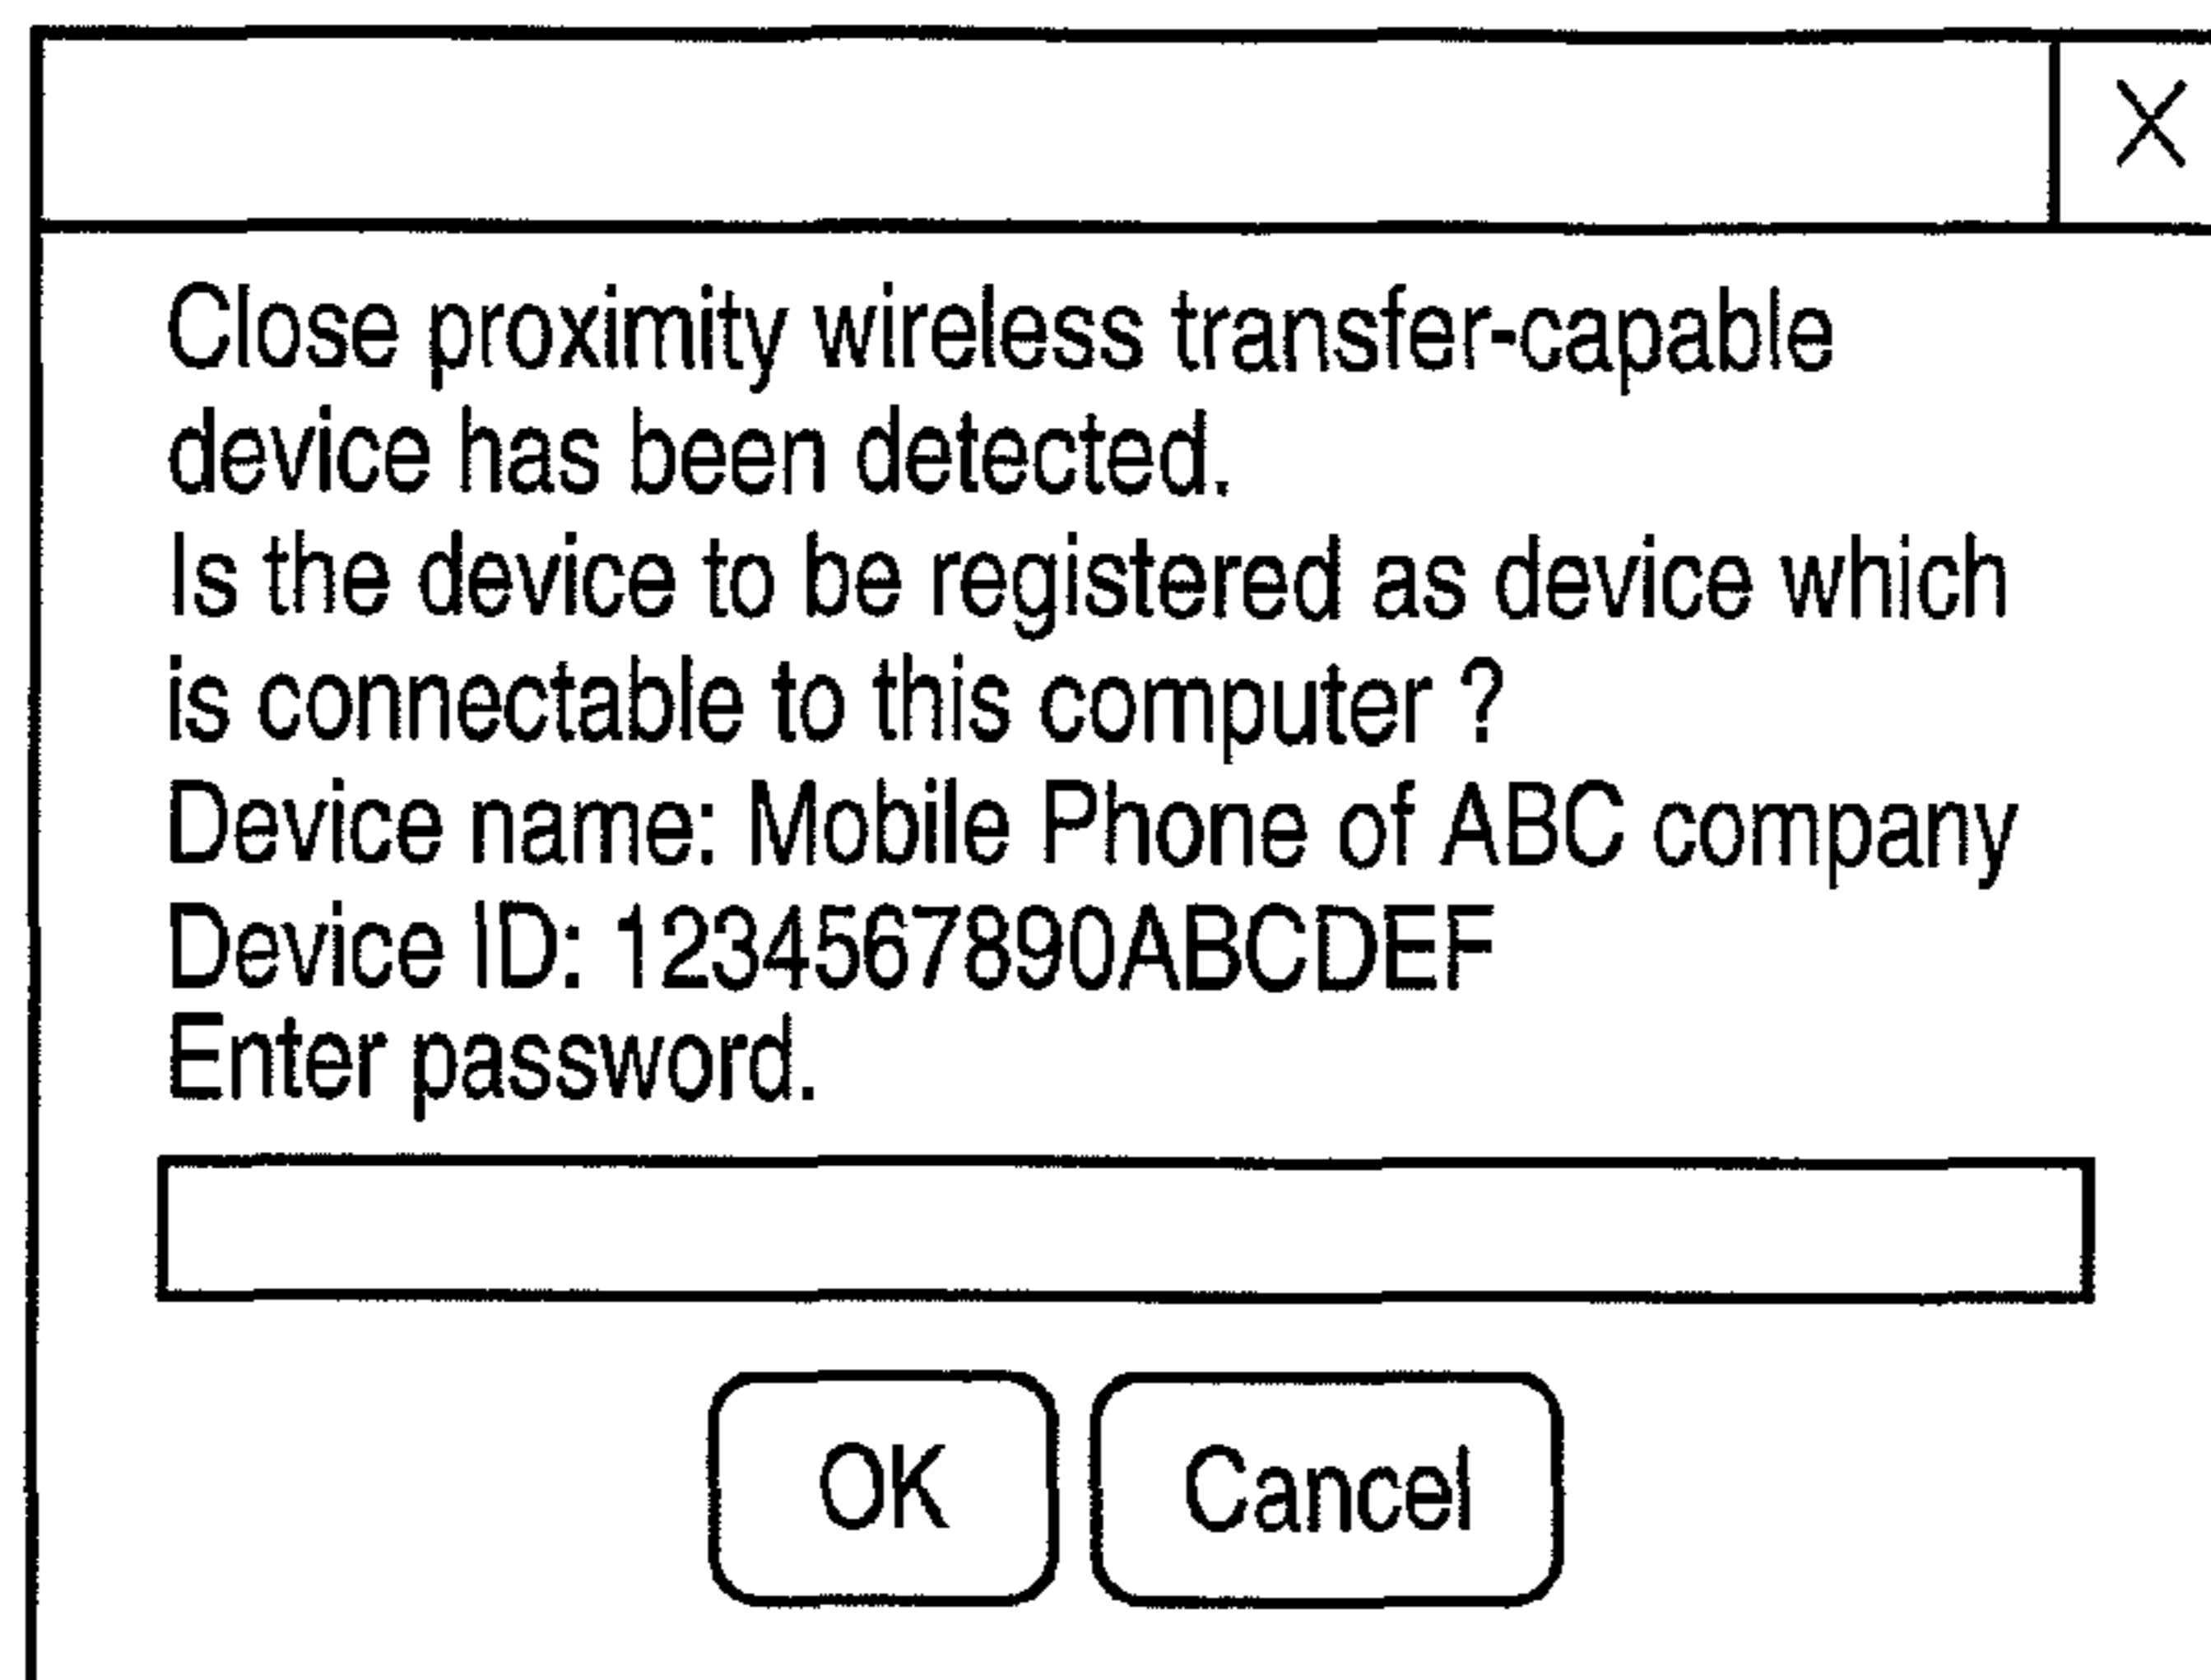 X
Close proximity wireless transfer-capable
device has been detected.
Is the device to be registered as device which
is connectable to this computer ?
Device name: Mobile Phone of ABC company
Device ID: 1234567890ABCDEF
Enter password.
OK Cancel